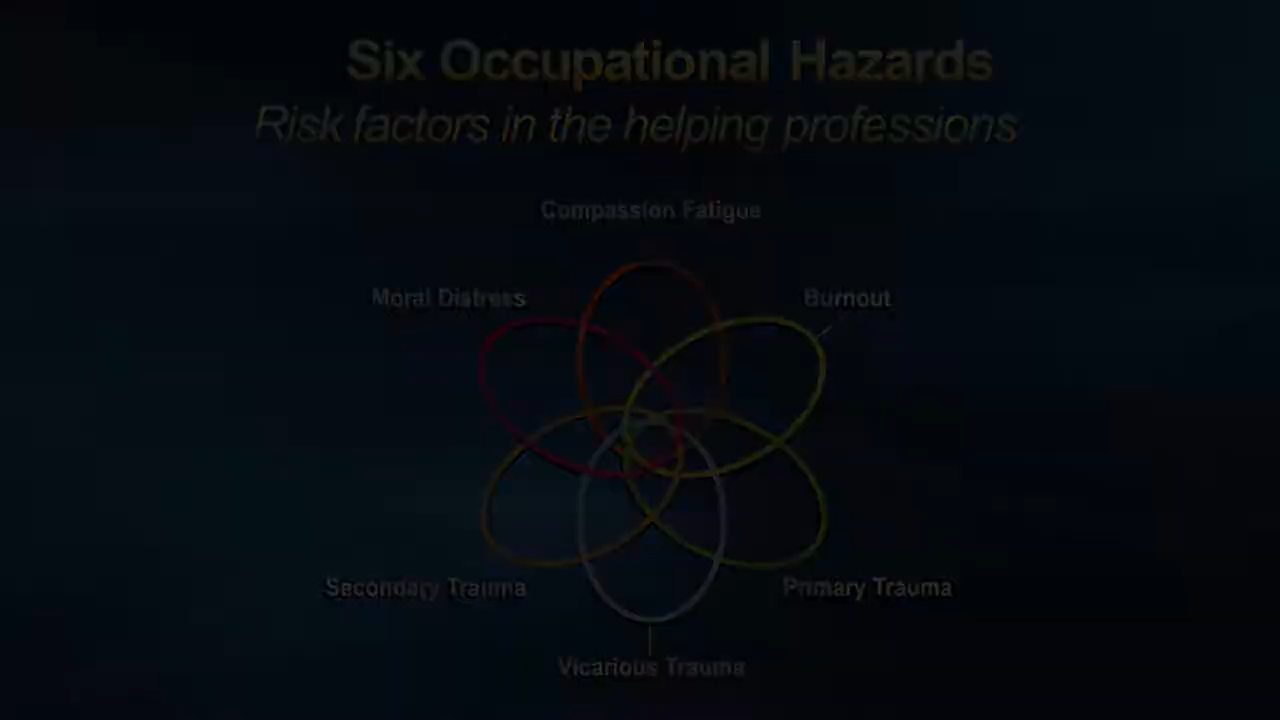 Six Occupational Hazards
Risk factors in the helping professions
Compassion Fatigue
Moral Distress
Burnout
Secondary Trauma
Primary Trauma
Vicarious Trauma